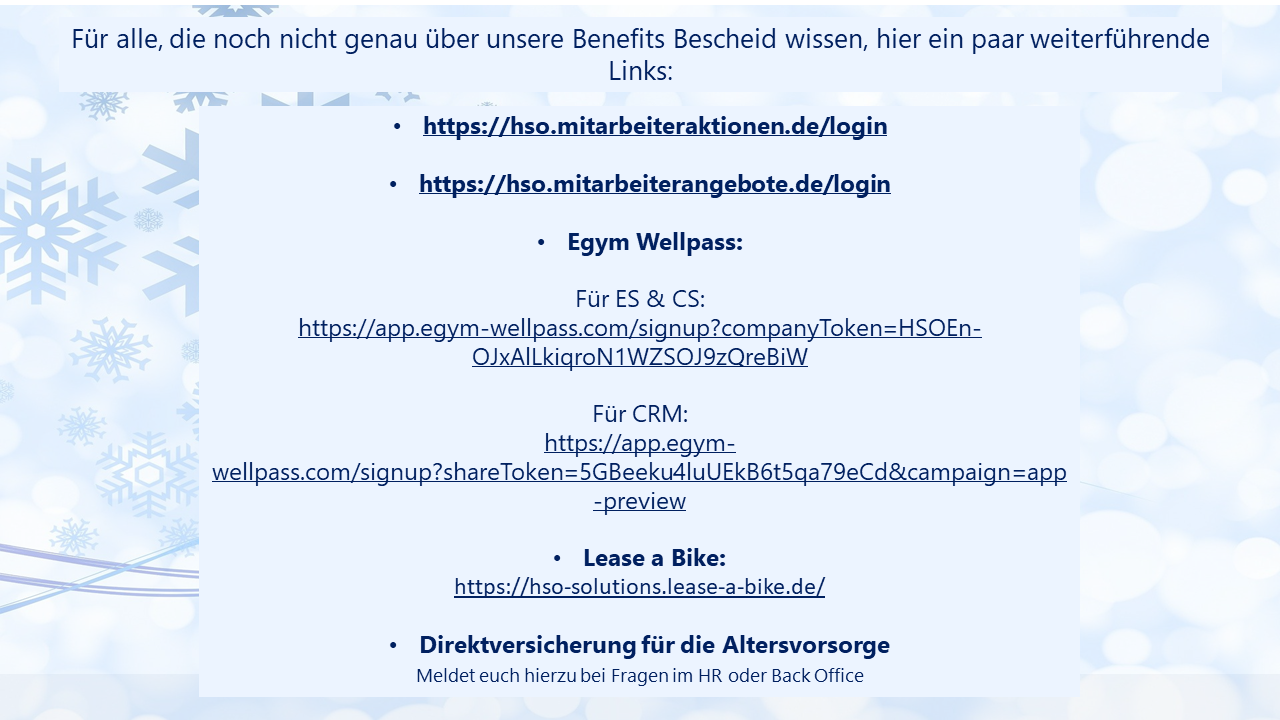 Für alle, die noch nicht genau über unsere Benefits Bescheid wissen, hier ein paar weiterführende
Links:
• https://hso.mitarbeiteraktionen.de/login
• https://hso.mitarbeiterangebote.de/login
• Egym Wellpass:
Für ES & CS:
https://app.egym-wellpass.com/signup?companyToken=HSOEn-
OJxAlLkiqroN1WZSOJ9zQreBiW
Für CRM:
https://app.egym-
wellpass.com/signup?shareToken=5GBeeku4luUEkB6t5qa79eCd&campaign=app
-preview
• Lease a Bike:
https://hso-solutions.lease-a-bike.de/
• Direktversicherung für die Altersvorsorge
Meldet euch hierzu bei Fragen im HR oder Back Office